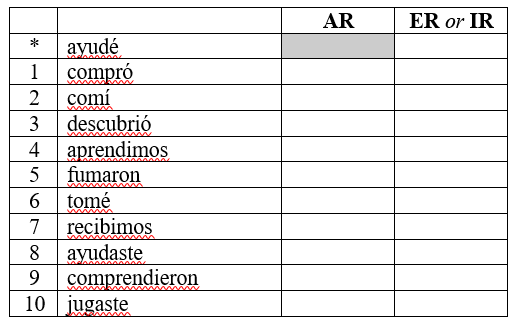 AR ER or IR
* ayudé
1 compró
2 comí
3 descubrió
4 aprendimos
5 fumaron
6 tomé
7 recibimos
8 ayudaste
9 comprendieron
10 jugaste